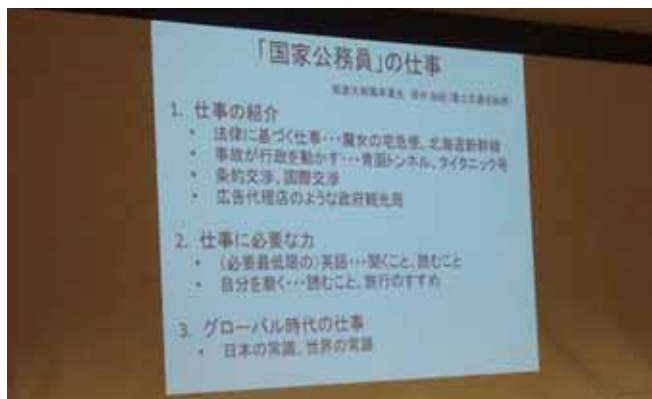 「国家公務員」の仕事
1. 仕事の紹介
・ 法律に基づく仕事・・・魔女の宅急便、北海道新幹線
・ 事故が行政を動かす・・・青函トンネル、タイタニック号
・ 条約交渉、国際交渉
・ 広告代理店のような政府観光局
2. 仕事に必要な力
・ (必要最低限の)英語・・・聞くこと、読むこと
・ 自分を磨く・・・読むこと、旅行のすすめ
3. グローバル時代の仕事
・ 日本の常識、世界の常識